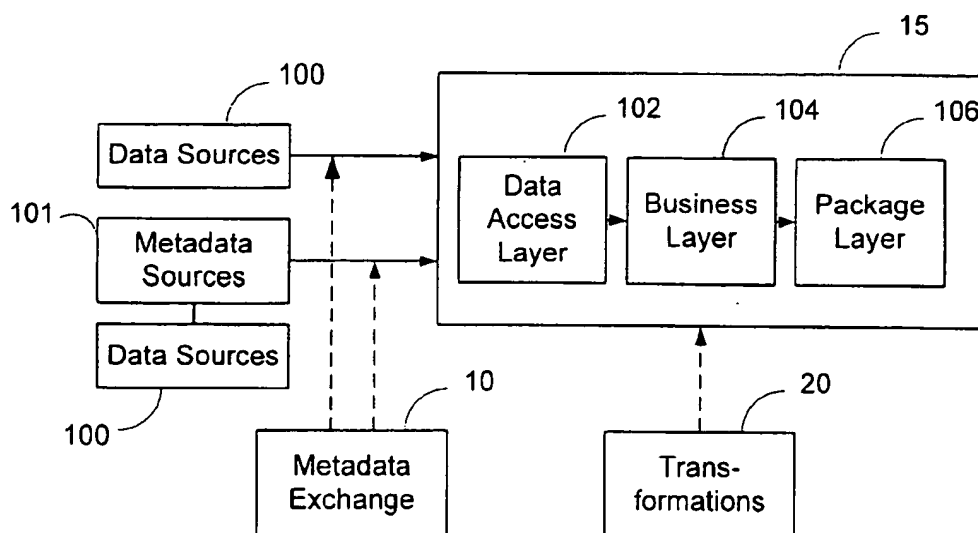 15
100
102
104
106
Data Sources
101
Data
Access
Layer
Business
Layer
Package
Layer
Metadata
Sources
Data Sources
100
10
20
Metadata
Exchange
Trans-
formations